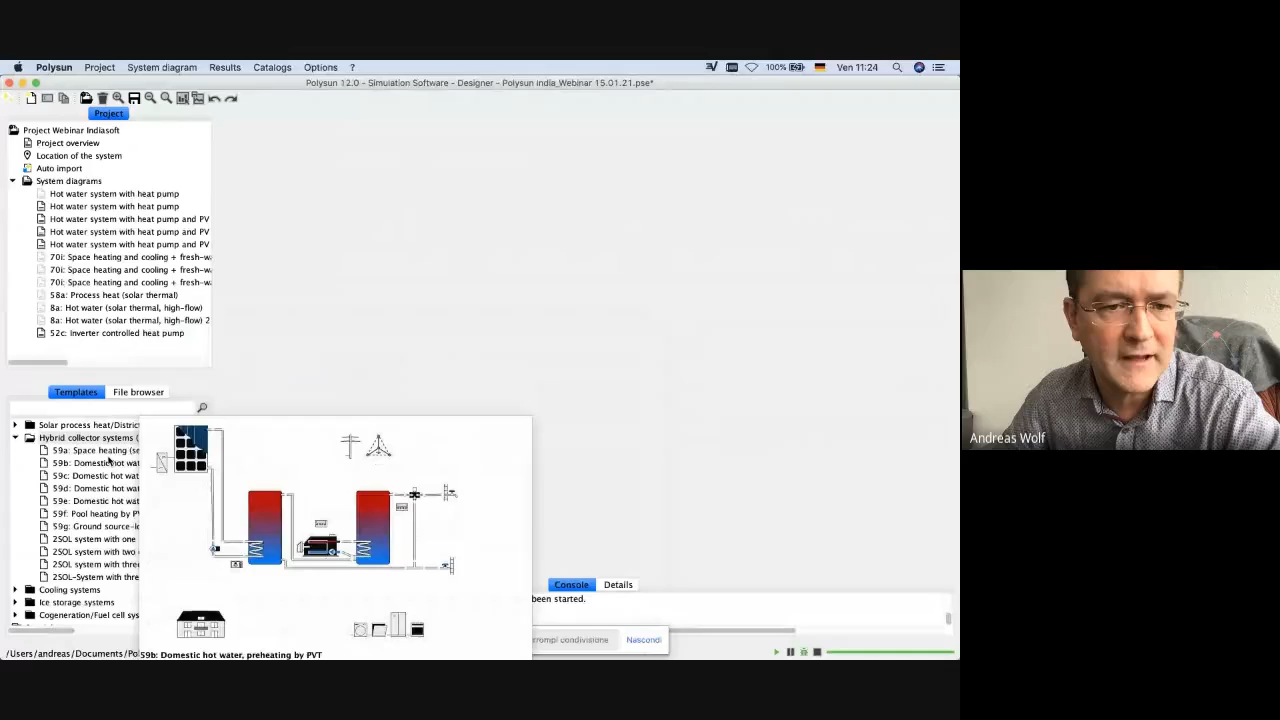 Polysun Project System diagram Results Catalogs Options ? 100% Ven 11:24
Polysun 12.0 - Simulation Software - Designer - Polysun india_Webinar 15.01.21.pse*
Project
Project Webinar Indiasoft
Project overview
Location of the system
Auto import
System diagrams
Hot water system with heat pump
Hot water system with heat pump
Hot water system with heat pump and PV
Hot water system with heat pump and PV
Hot water system with heat pump and PV
70i: Space heating and cooling + fresh-wa
70i: Space heating and cooling + fresh-wa
70i: Space heating and cooling + fresh-wa
58a: Process heat (solar thermal)
8a: Hot water (solar thermal, high-flow)
8a: Hot water (solar thermal, high-flow) 2
52c: Inverter controlled heat pump
Templates File browser
Solar process heat/District
Hybrid collector systems (
59a: Space heating (se
59b: Domestic hot wat
59c: Domestic hot wat
59d: Domestic hot wat
59e: Domestic hot wat
59f: Pool heating by PV
59g: Ground source-lo
2SOL system with one
2SOL system with two
2SOL system with three
2SOL-System with thre
Cooling systems
Ice storage systems
Cogeneration/Fuel cell sys
59b: Domestic hot water, preheating by PVT
Console Details
been started.
rrompi condivisione Nascondi
/Users/andreas/Documents/Po
Andreas Wolf